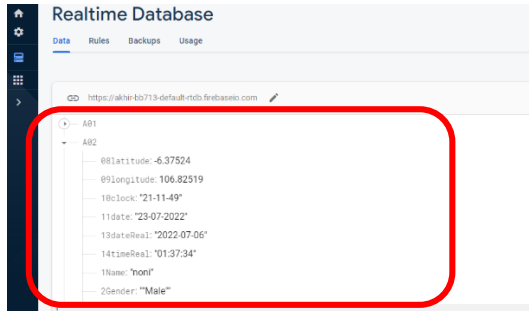 Realtime Database
Data Rules Backups Usage
https://akhir-bb713-default-rtdb.firebaseio.com
A01
A02
08latitude: -6.37524
09longitude: 106.82519
10clock: "21-11-49"
11date: "23-07-2022"
13dateReal: "2022-07-06"
14timeReal: "01:37:34"
1Name: "noni"
2Gender: ""Male""